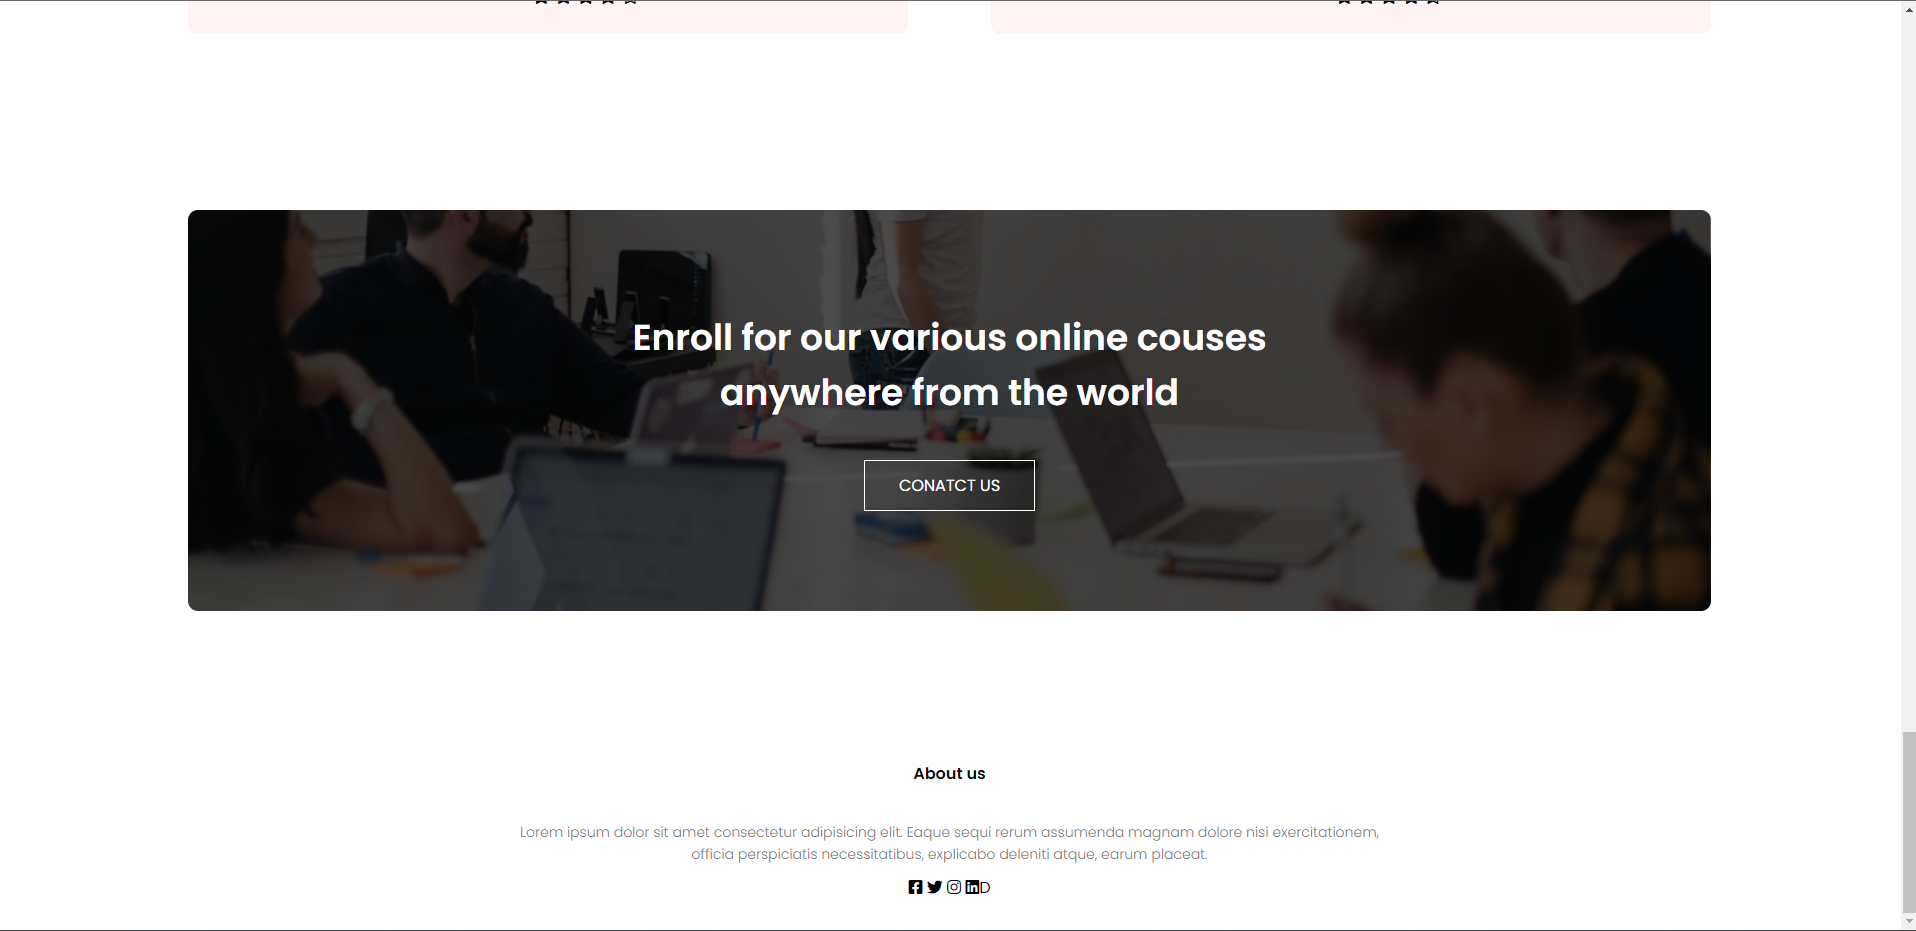 Enroll for our various online couses
anywhere from the world
CONATCT US
About us
Lorem ipsum dolor sit amet consectetur adipisicing elit. Eaque sequi rerum assumenda magnam dolore nisi exercitationem,
officia perspiciatis necessitatibus, explicabo deleniti atque, earum placeat.
D